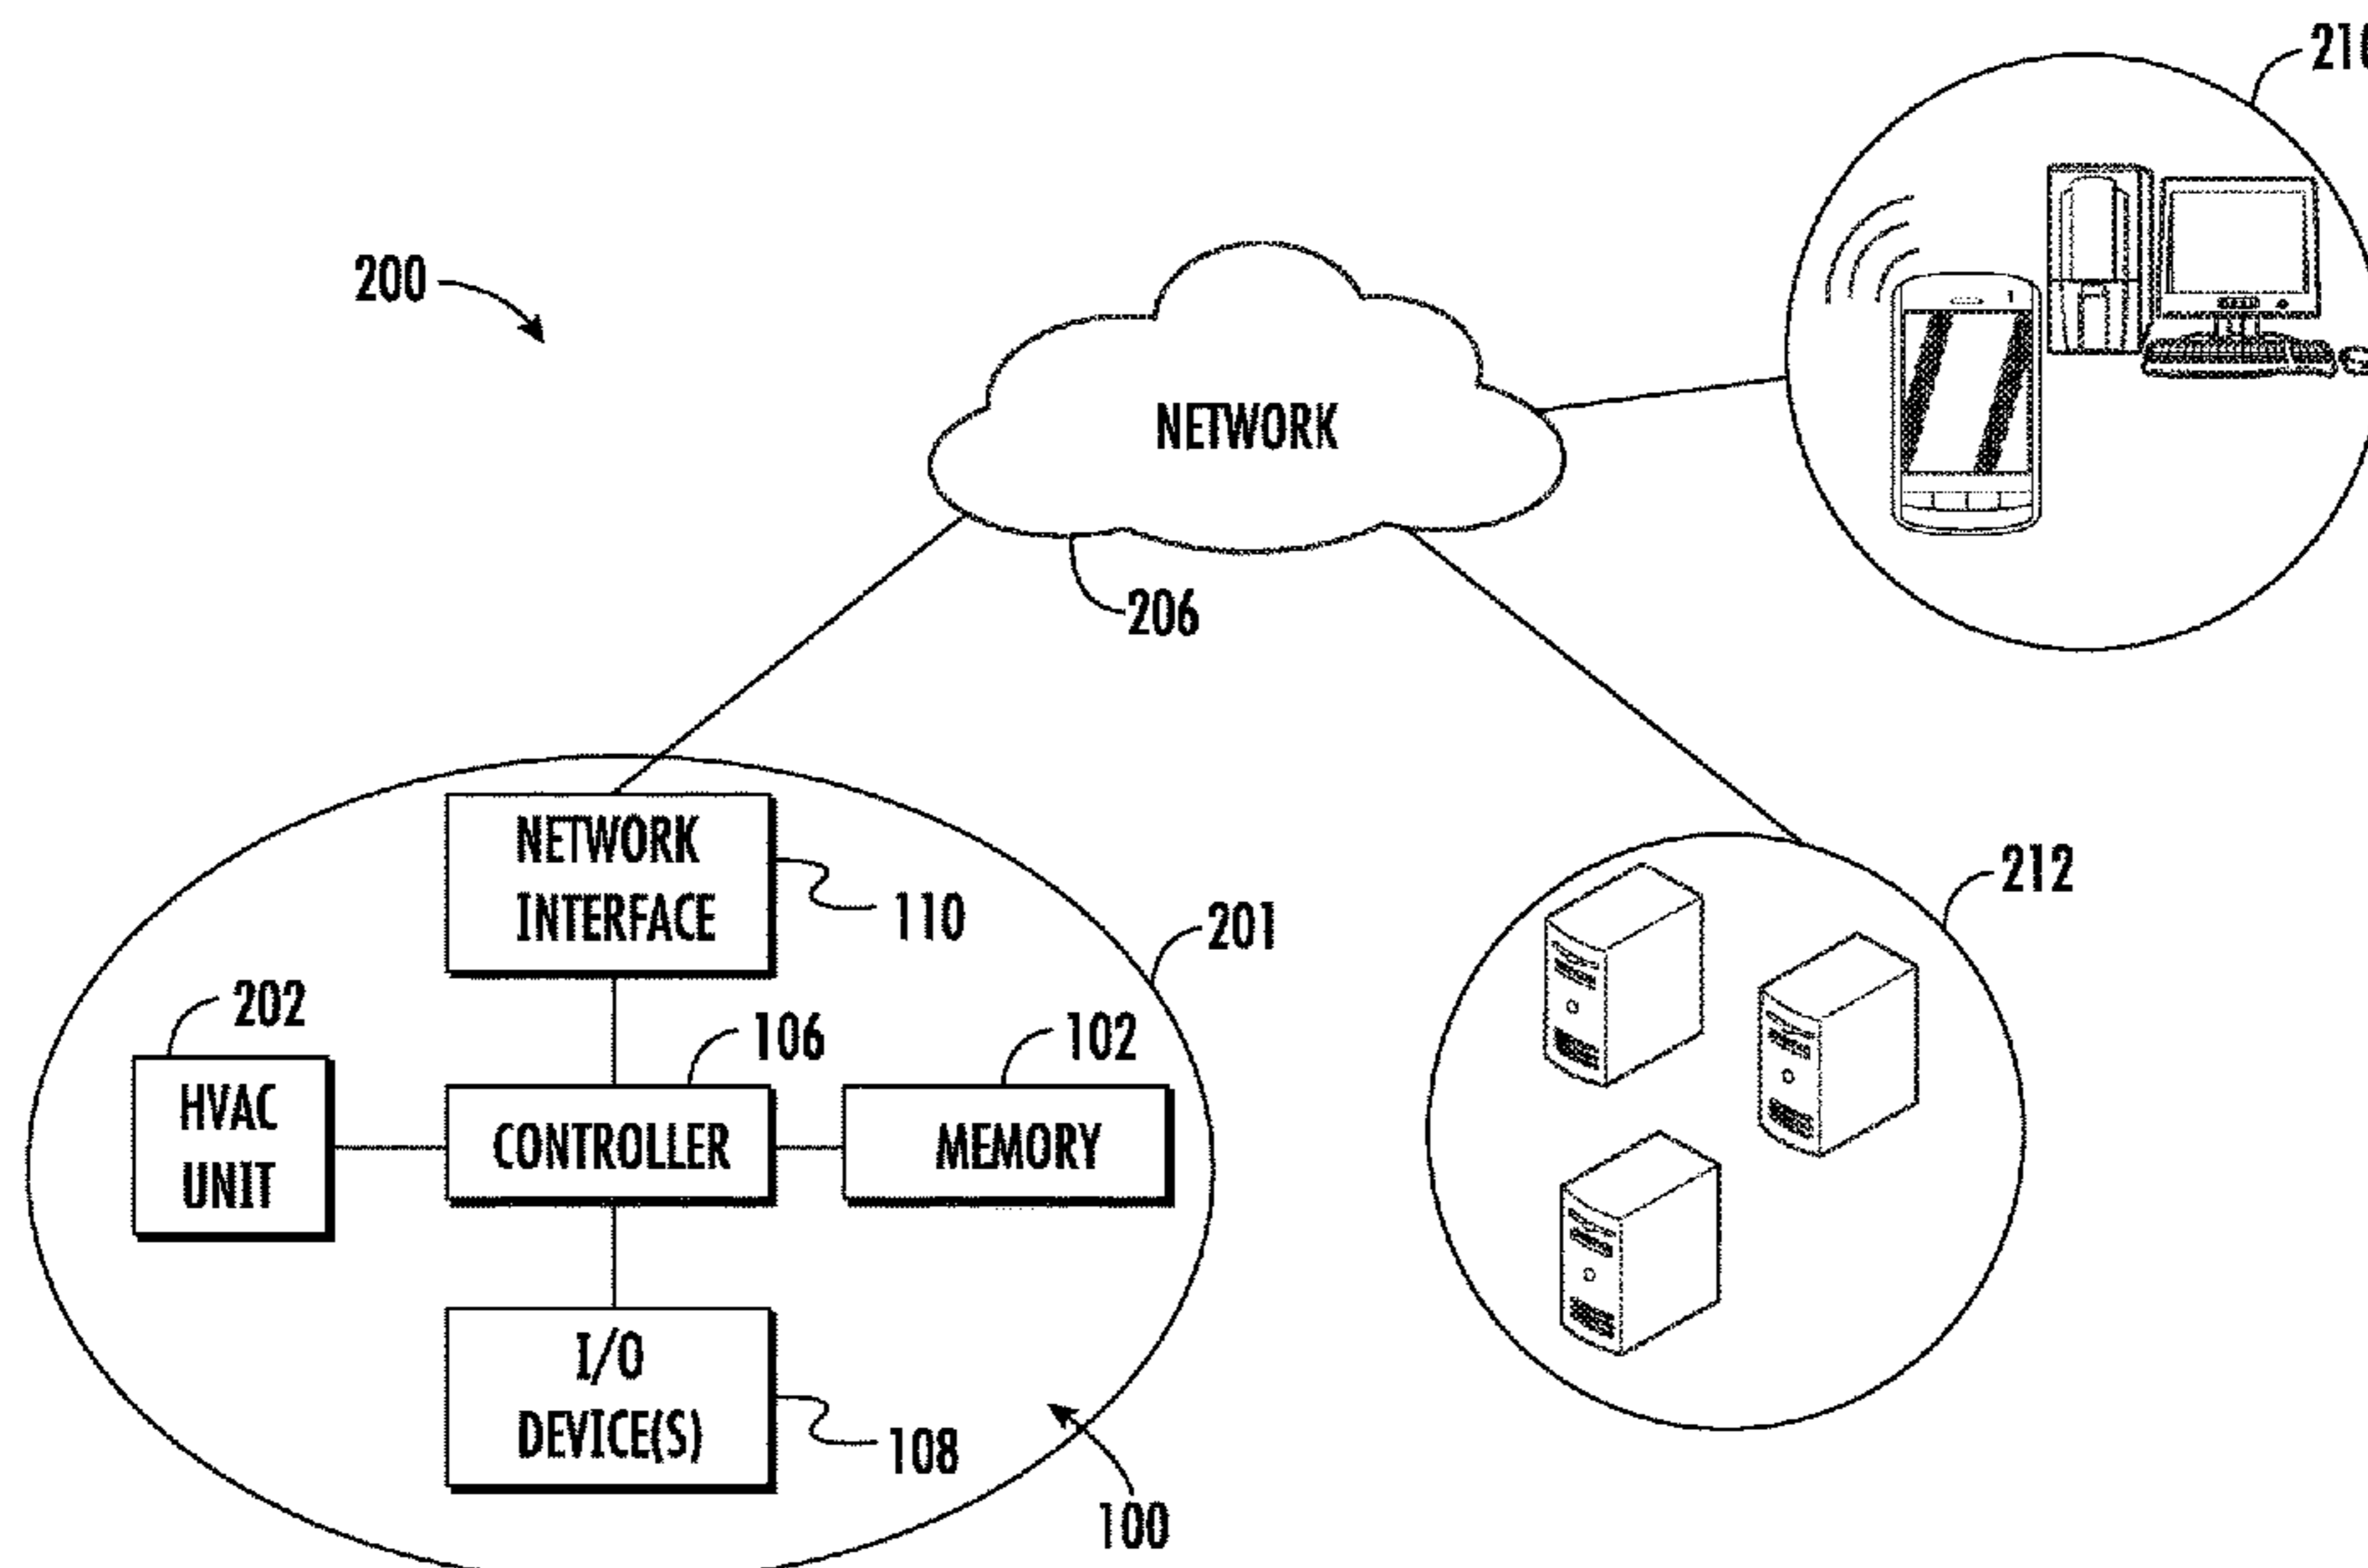 210
200
NETWORK
206
NETWORK
INTERFACE
110
201
212
202
106
102
HVAC
UNIT
CONTROLLER
MEMORY
I/O
DEVICE(S)
108
100